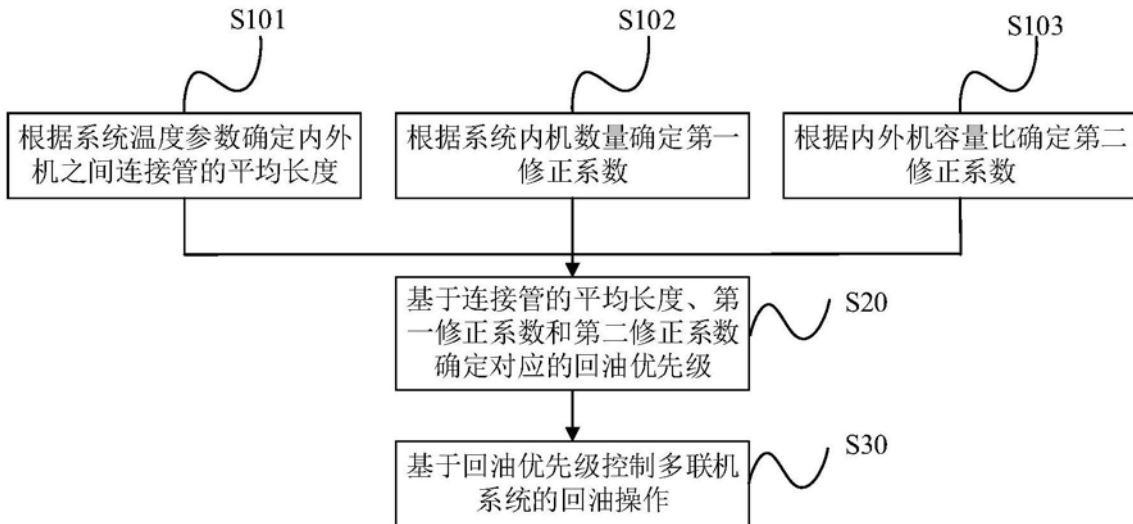 S101
S102
S103
根据系统温度参数确定内外
机之间连接管的平均长度
根据系统内机数量确定第一
修正系数
根据内外机容量比确定第二
修正系数
基于连接管的平均长度、第
一修正系数和第二修正系数
确定对应的回油优先级
S20
基于回油优先级控制多联机
系统的回油操作
S30